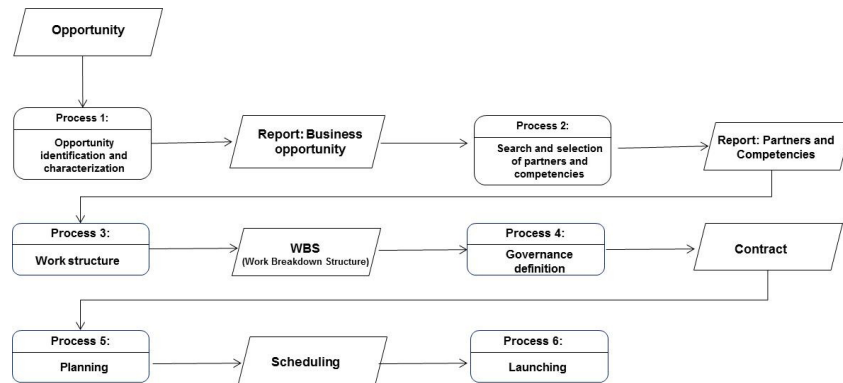 Opportunity
Process 1:
Opportunity
identification and
characterization
Report: Business
opportunity
Process 2:
Search and selection
of partners and
competencies
Report: Partners and
Competencies
Process 3:
Work structure
WBS
(Work Breakdown Structure)
Process 4:
Governance
definition
Contract
Process 5:
Planning
Scheduling
Process 6:
Launching